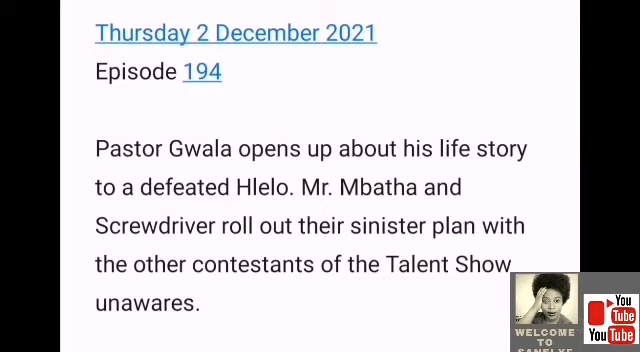 Thursday 2 December 2021
Episode 194
Pastor Gwala opens up about his life story
to a defeated Hlelo. Mr. Mbatha and
Screwdriver roll out their sinister plan with
the other contestants of the Talent Show
unawares.
WELCOME
TO
You
Tube
YouTube